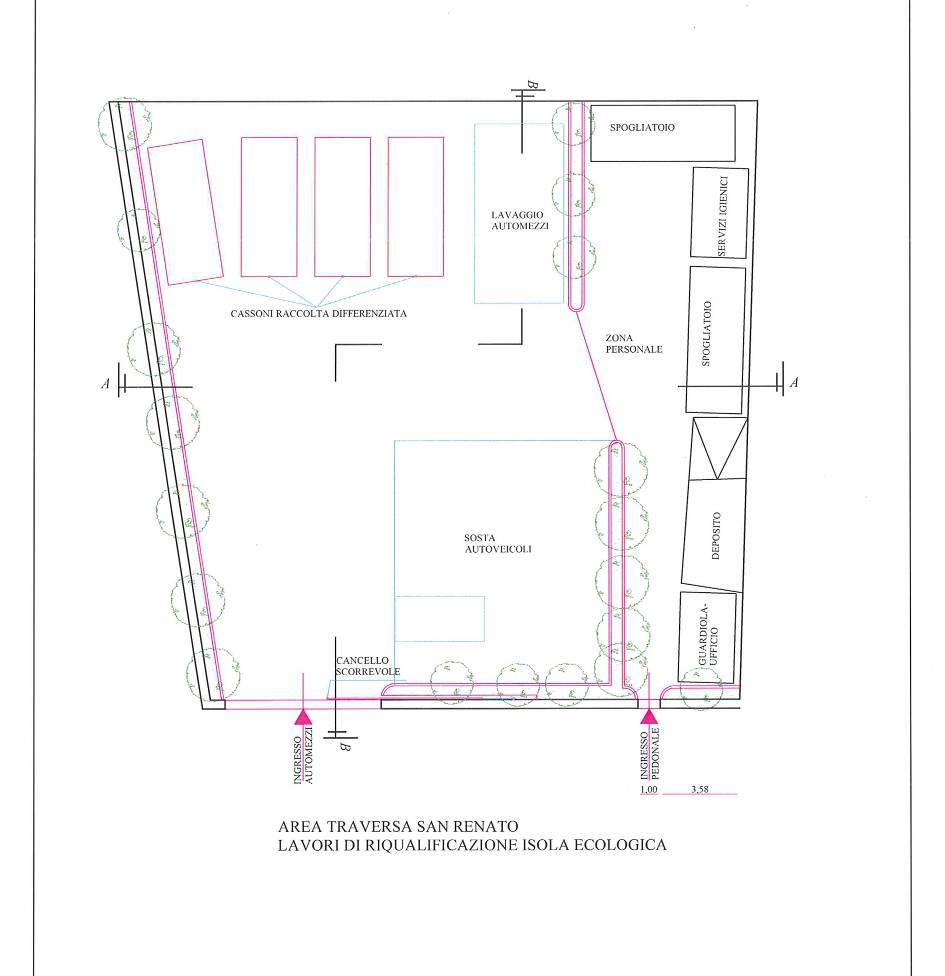 B
SPOGLIATOIO
SERVIZI IGIENICI
LAVAGGIO
AUTOMEZZI
CASSONI RACCOLTA DIFFERENZIATA
SPOGLIATOIO
ZONA
PERSONALE
A
A
SOSTA
AUTOVEICOLI
DEPOSITO
GUARDIOLA-
UFFICIO
CANCELLO
SCORREVOLE
B
INGRESSO
AUTOMEZZI
INGRESSO
PEDONALE
1,00
3,58
AREA TRAVERSA SAN RENATO
LAVORI DI RIQUALIFICAZIONE ISOLA ECOLOGICA